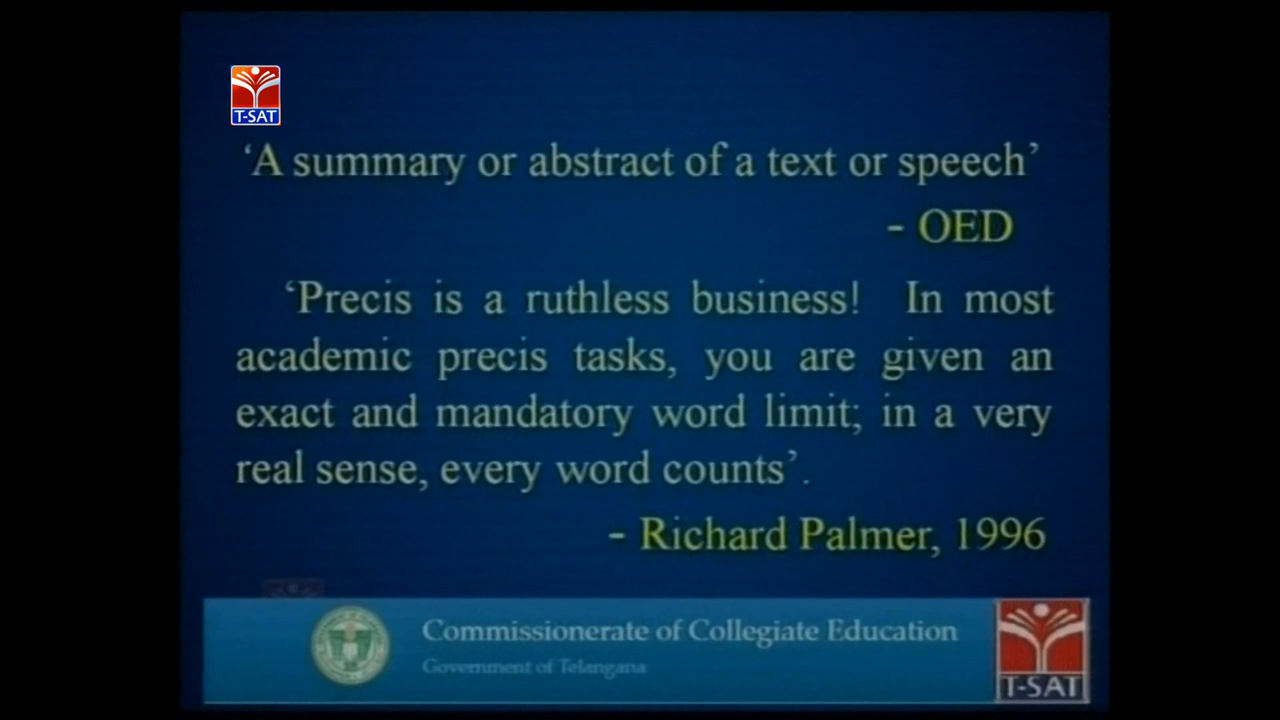 T-SAT
‘A summary or abstract of a text or speech’
- OED
‘Precis is a ruthless business! In most
academic precis tasks, you are given an
exact and mandatory word limit; in a very
real sense, every word counts’.
- Richard Palmer, 1996
Commissionerate of Collegiate Education
Government of Telangana
T-SAT